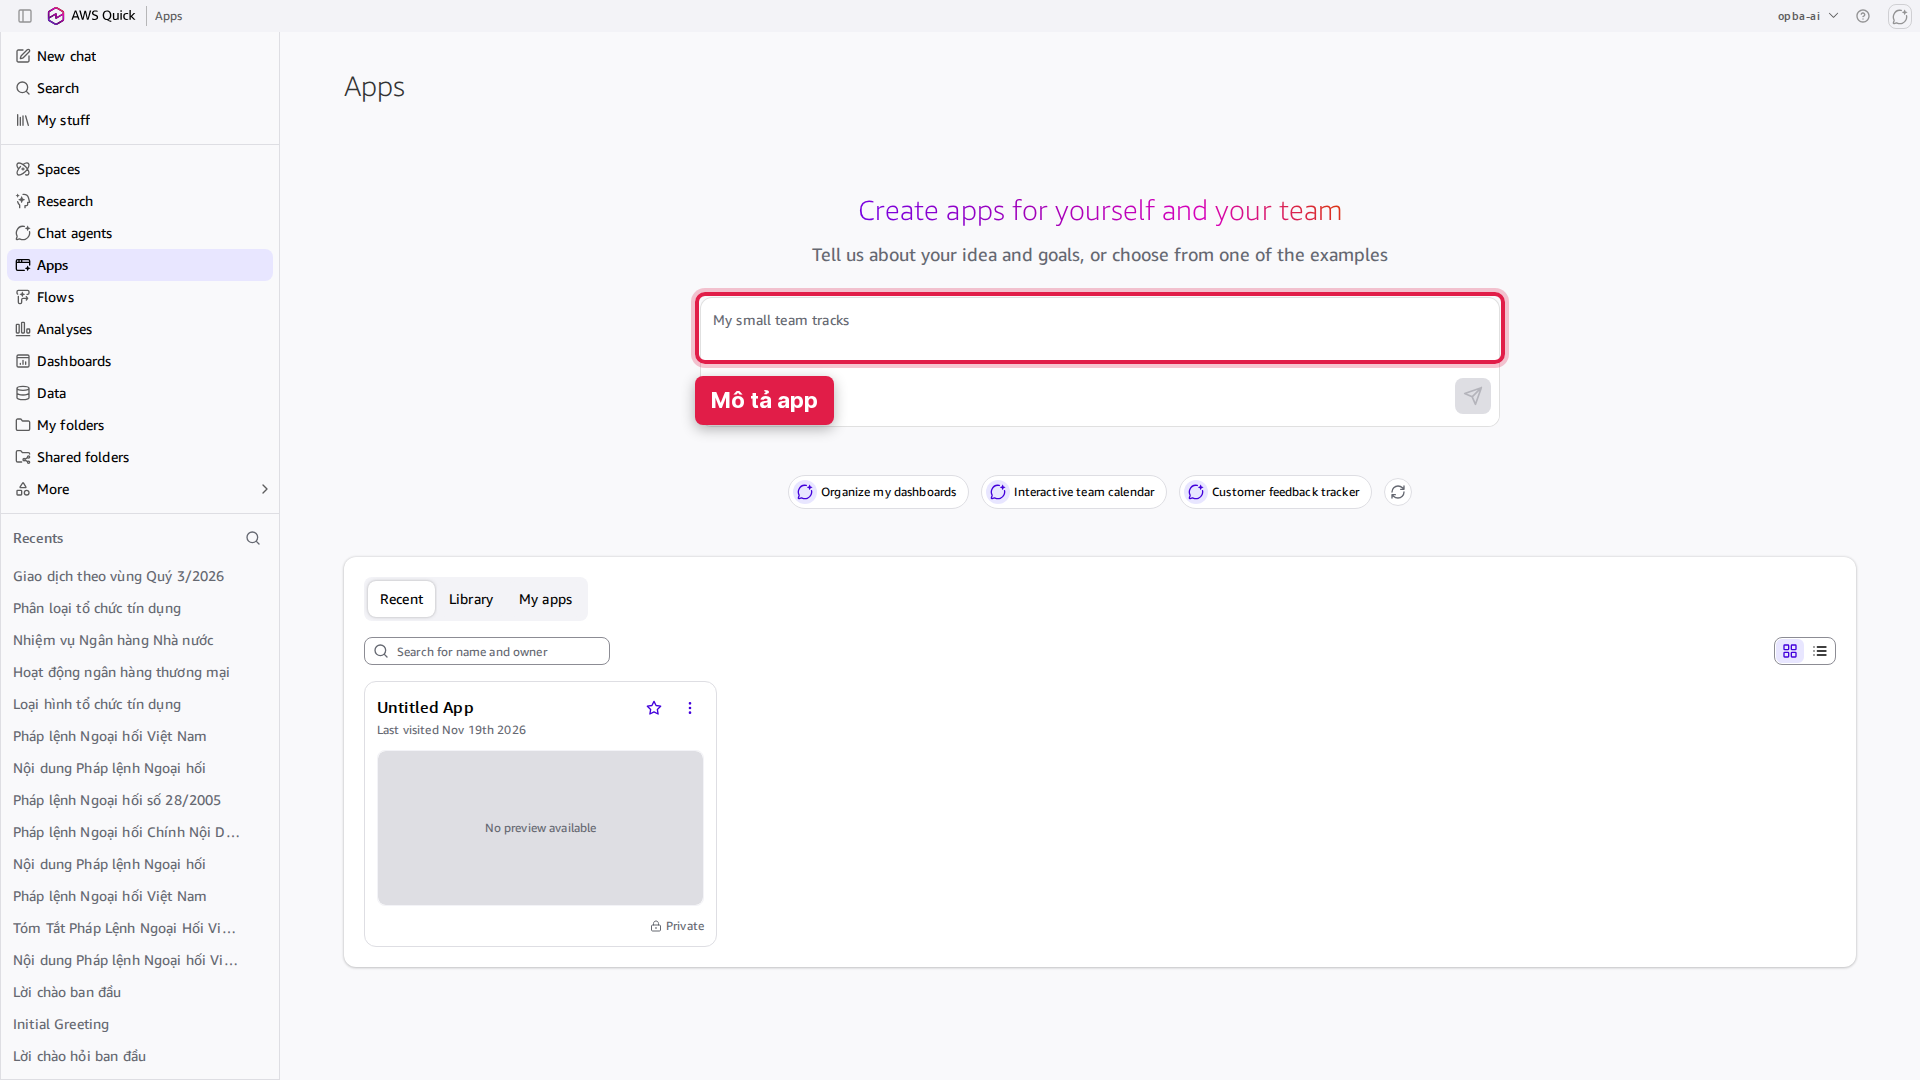 AWS Quick
Apps
opba-ai
New chat
Search
My stuff
Spaces
Research
Chat agents
Apps
Flows
Analyses
Dashboards
Data
My folders
Shared folders
More
Recents
Giao dịch theo vùng Quý 3/2026
Phân loại tổ chức tín dụng
Nhiệm vụ Ngân hàng Nhà nước
Hoạt động ngân hàng thương mại
Loại hình tổ chức tín dụng
Pháp lệnh Ngoại hối Việt Nam
Nội dung Pháp lệnh Ngoại hối
Pháp lệnh Ngoại hối số 28/2005
Pháp lệnh Ngoại hối Chính Nội D...
Nội dung Pháp lệnh Ngoại hối
Pháp lệnh Ngoại hối Việt Nam
Tóm Tắt Pháp Lệnh Ngoại Hối Vi...
Nội dung Pháp lệnh Ngoại hối Vi...
Lời chào ban đầu
Initial Greeting
Lời chào hỏi ban đầu
Apps
Create apps for yourself and your team
Tell us about your idea and goals, or choose from one of the examples
My small team tracks
Mô tả app
Organize my dashboards
Interactive team calendar
Customer feedback tracker
Recent
Library
My apps
Search for name and owner
Untitled App
Last visited Nov 19th 2026
No preview available
Private